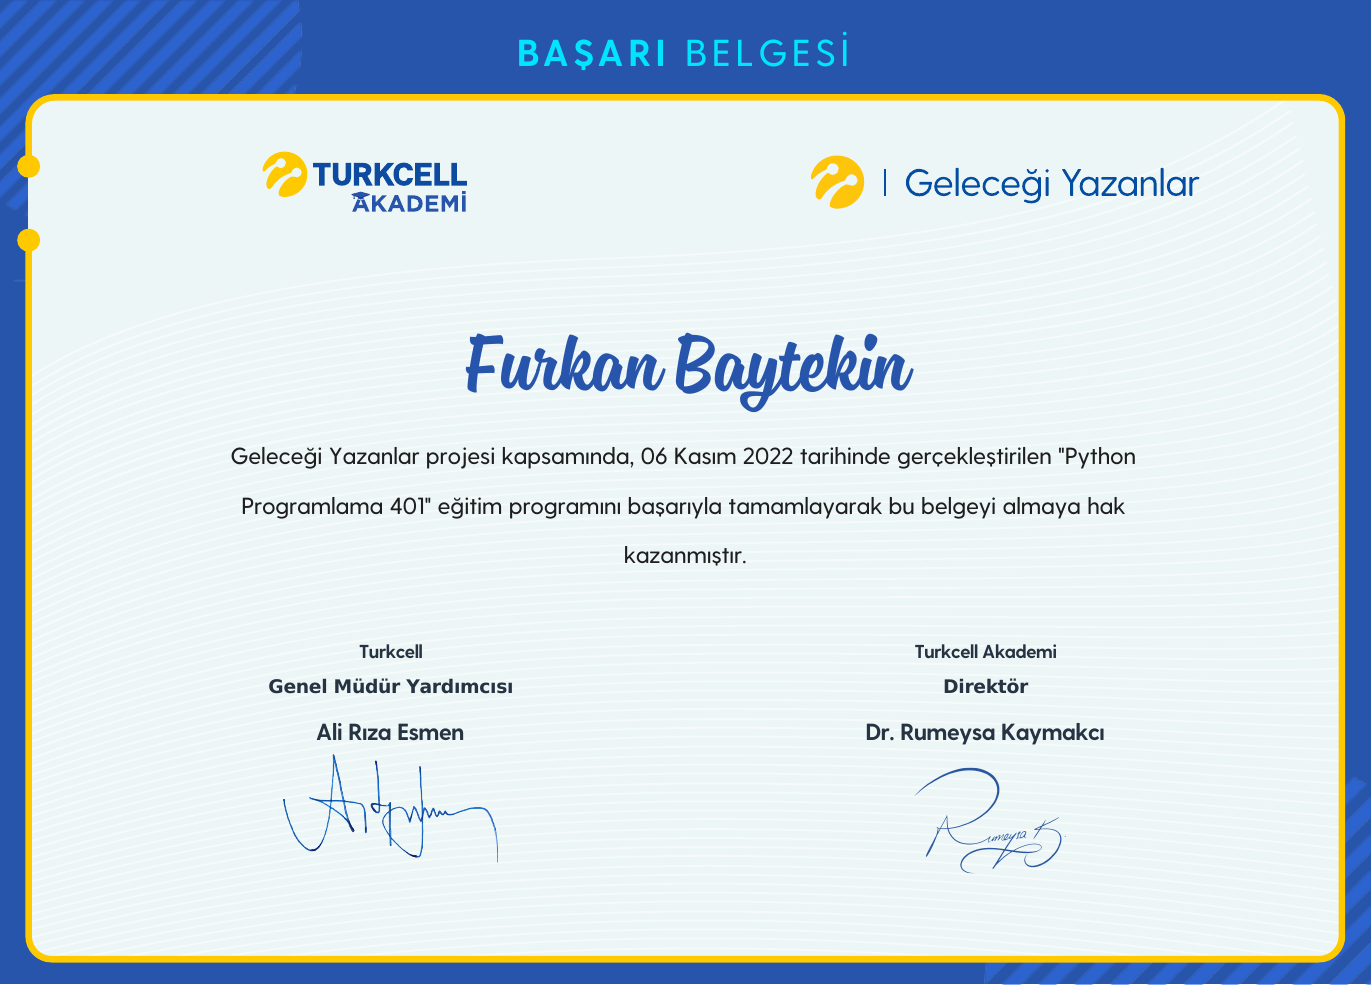 BAŞARI BELGESİ
TURKCELL
AKADEMİ
Geleceği Yazanlar
Furkan Baytekin
Geleceği Yazanlar projesi kapsamında, 06 Kasım 2022 tarihinde gerçekleştirilen "Python
Programlama 401" eğitim programını başarıyla tamamlayarak bu belgeyi almaya hak
kazanmıştır.
Turkcell
Genel Müdür Yardımcısı
Ali Rıza Esmen
Turkcell Akademi
Direktör
Dr. Rumeysa Kaymakcı
Rumeysa K